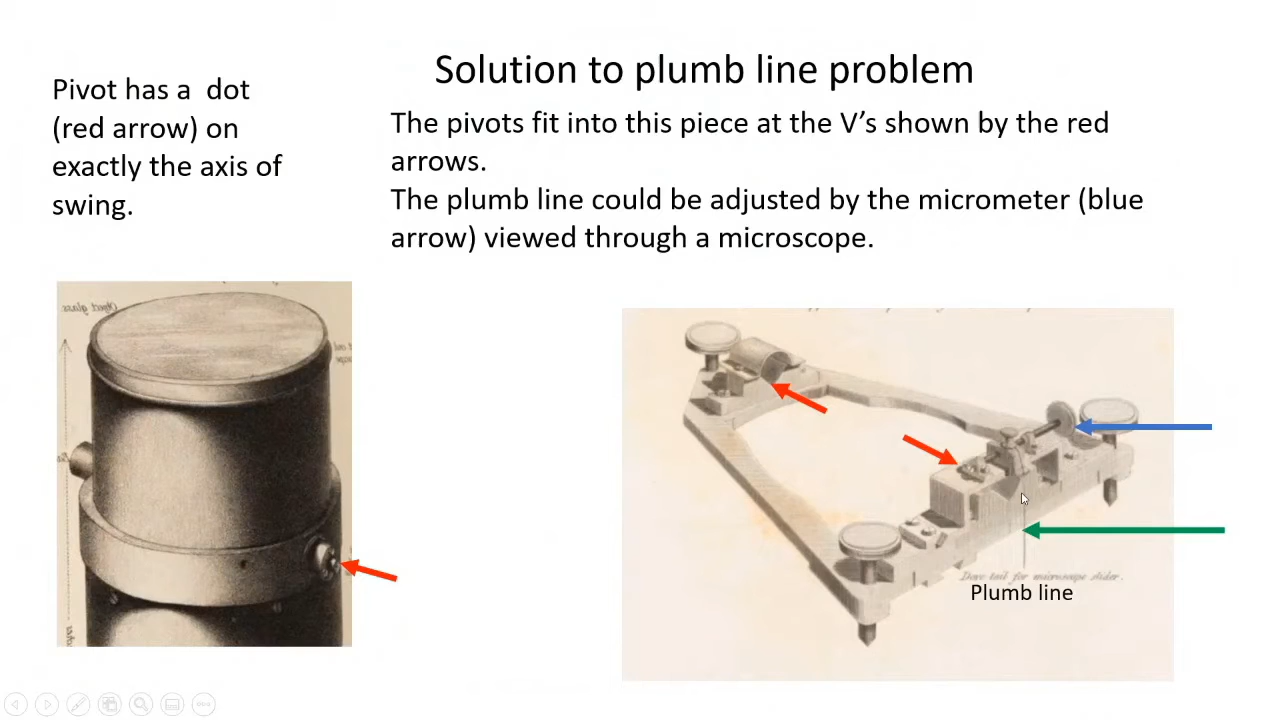 Solution to plumb line problem
Pivot has a dot
(red arrow) on
exactly the axis of
swing.
The pivots fit into this piece at the V’s shown by the red
arrows.
The plumb line could be adjusted by the micrometer (blue
arrow) viewed through a microscope.
Object glass.
Dove tail for microscope slider.
Plumb line